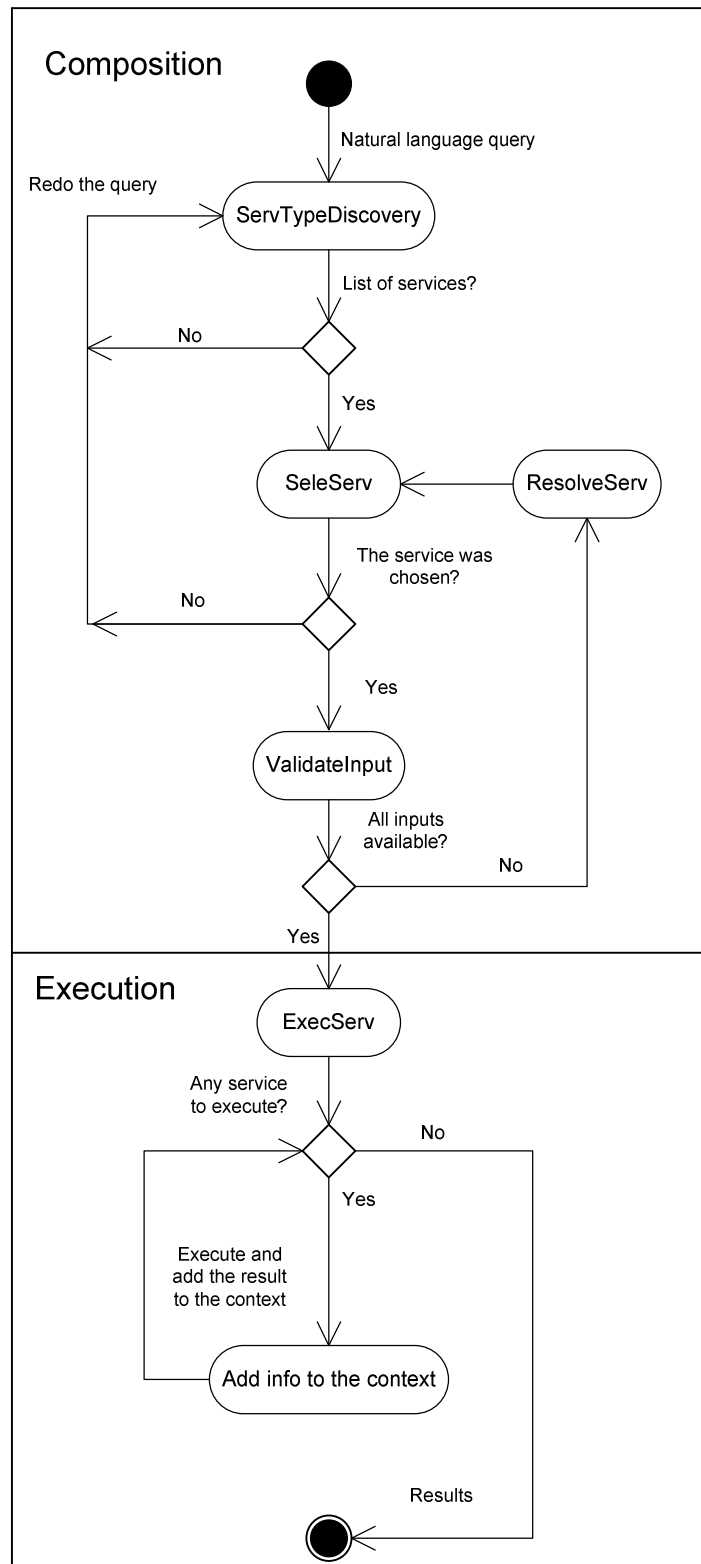 Composition
Natural language query
Redo the query
ServTypeDiscovery
List of services?
No
Yes
SeleServ
ResolveServ
The service was
chosen?
No
Yes
ValidateInput
All inputs
available?
No
Yes
Execution
ExecServ
Any service
to execute?
No
Yes
Execute and
add the result
to the context
Add info to the context
Results